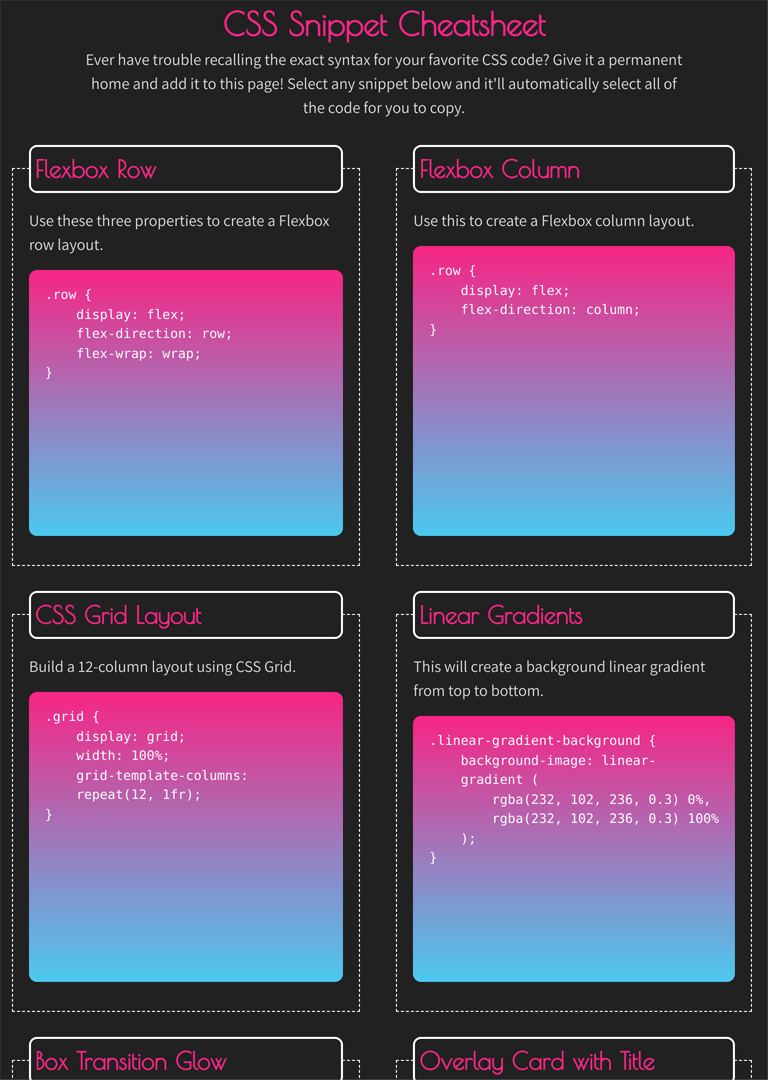 CSS Snippet Cheatsheet
Ever have trouble recalling the exact syntax for your favorite CSS code? Give it a permanent
home and add it to this page! Select any snippet below and it'll automatically select all of
the code for you to copy.
Flexbox Row
Use these three properties to create a Flexbox
row layout.
.row {
    display: flex;
    flex-direction: row;
    flex-wrap: wrap;
}
Flexbox Column
Use this to create a Flexbox column layout.
.row {
    display: flex;
    flex-direction: column;
}
CSS Grid Layout
Build a 12-column layout using CSS Grid.
.grid {
    display: grid;
    width: 100%;
    grid-template-columns:
    repeat(12, 1fr);
}
Linear Gradients
This will create a background linear gradient
from top to bottom.
.linear-gradient-background {
    background-image: linear-
    gradient (
        rgba(232, 102, 236, 0.3) 0%,
        rgba(232, 102, 236, 0.3) 100%
    );
}
Box Transition Glow
Overlay Card with Title